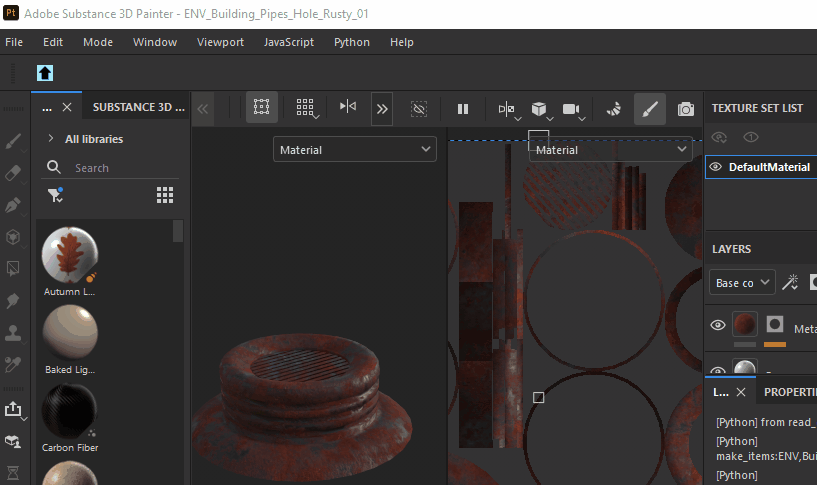 Pt Adobe Substance 3D Painter - ENV_Building_Pipes_Hole_Rusty_01
File Edit Mode Window Viewport JavaScript Python Help
... SUBSTANCE 3D ...
All libraries
Search
Autumn L...
Baked Lig...
Carbon Fiber
Material
Material
TEXTURE SET LIST
1
DefaultMaterial
LAYERS
Base co
Meta
L... PROPERTI
[Python] from read_
[Python]
make_items:ENV,Bui
[Python]